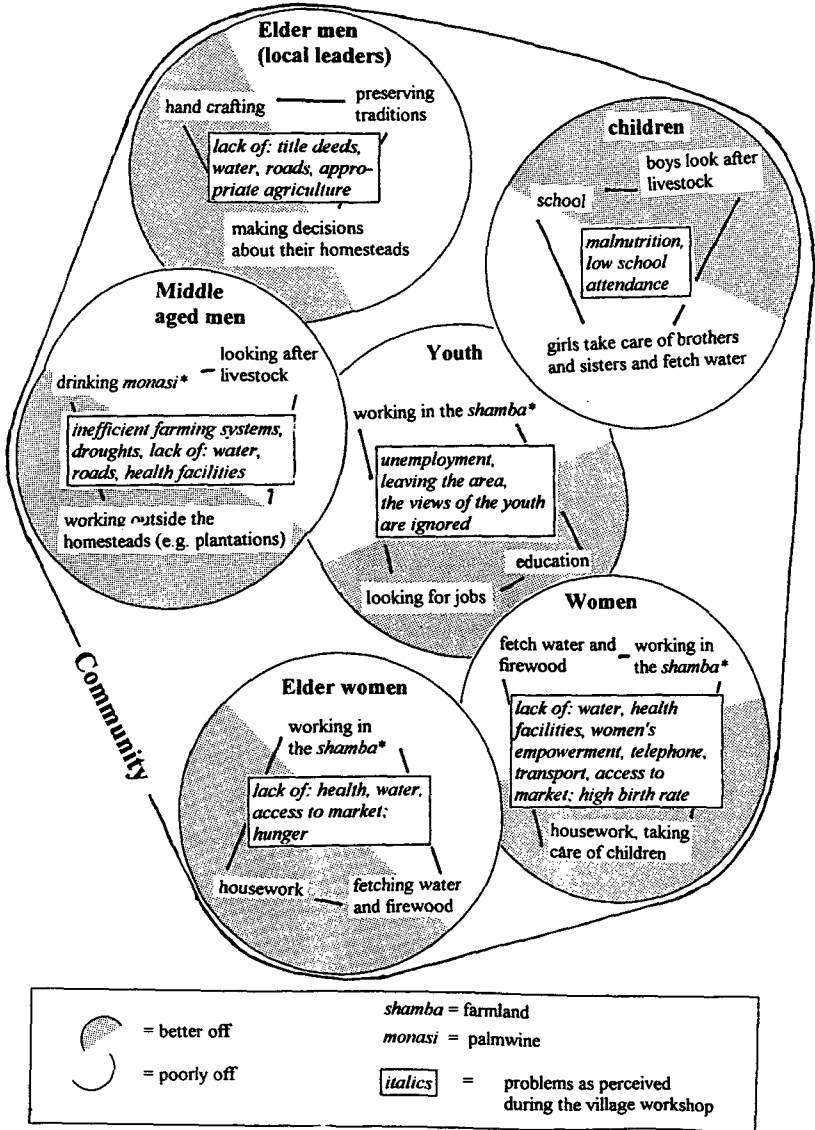 Elder men
(local leaders)
hand crafting
preserving
traditions
lack of: title deeds,
water, roads, appro-
priate agriculture
making decisions
about their homesteads
children
boys look after
livestock
school
malnutrition,
low school
attendance
girls take care of brothers
and sisters and fetch water
Middle
aged men
looking after
livestock
drinking monasi*
inefficient farming systems,
droughts, lack of: water,
roads, health facilities
working outside the
homesteads (e.g. plantations)
Youth
working in the shamba*
unemployment,
leaving the area,
the views of the youth
are ignored
education
looking for jobs
Women
fetch water and
firewood
working in
the shamba*
lack of: water, health
facilities, women's
empowerment, telephone,
transport, access to
market; high birth rate
housework, taking
care of children
Community
Elder women
working in
the shamba*
lack of: health, water,
access to market;
hunger
housework
fetching water
and firewood
= better off
= poorly off
shamba = farmland
monasi = palmwine
italics = problems as perceived
during the village workshop